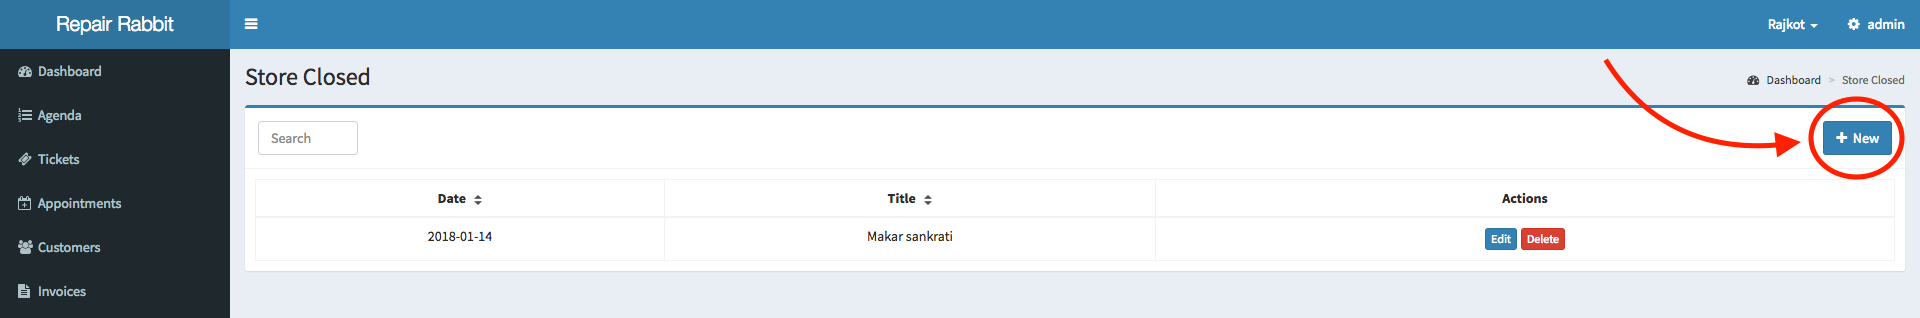 Repair Rabbit
Rajkot
admin
Dashboard
Agenda
Tickets
Appointments
Customers
Invoices
Store Closed
Dashboard > Store Closed
Search
+ New
Date Title Actions
2018-01-14 Makar sankrati Edit Delete